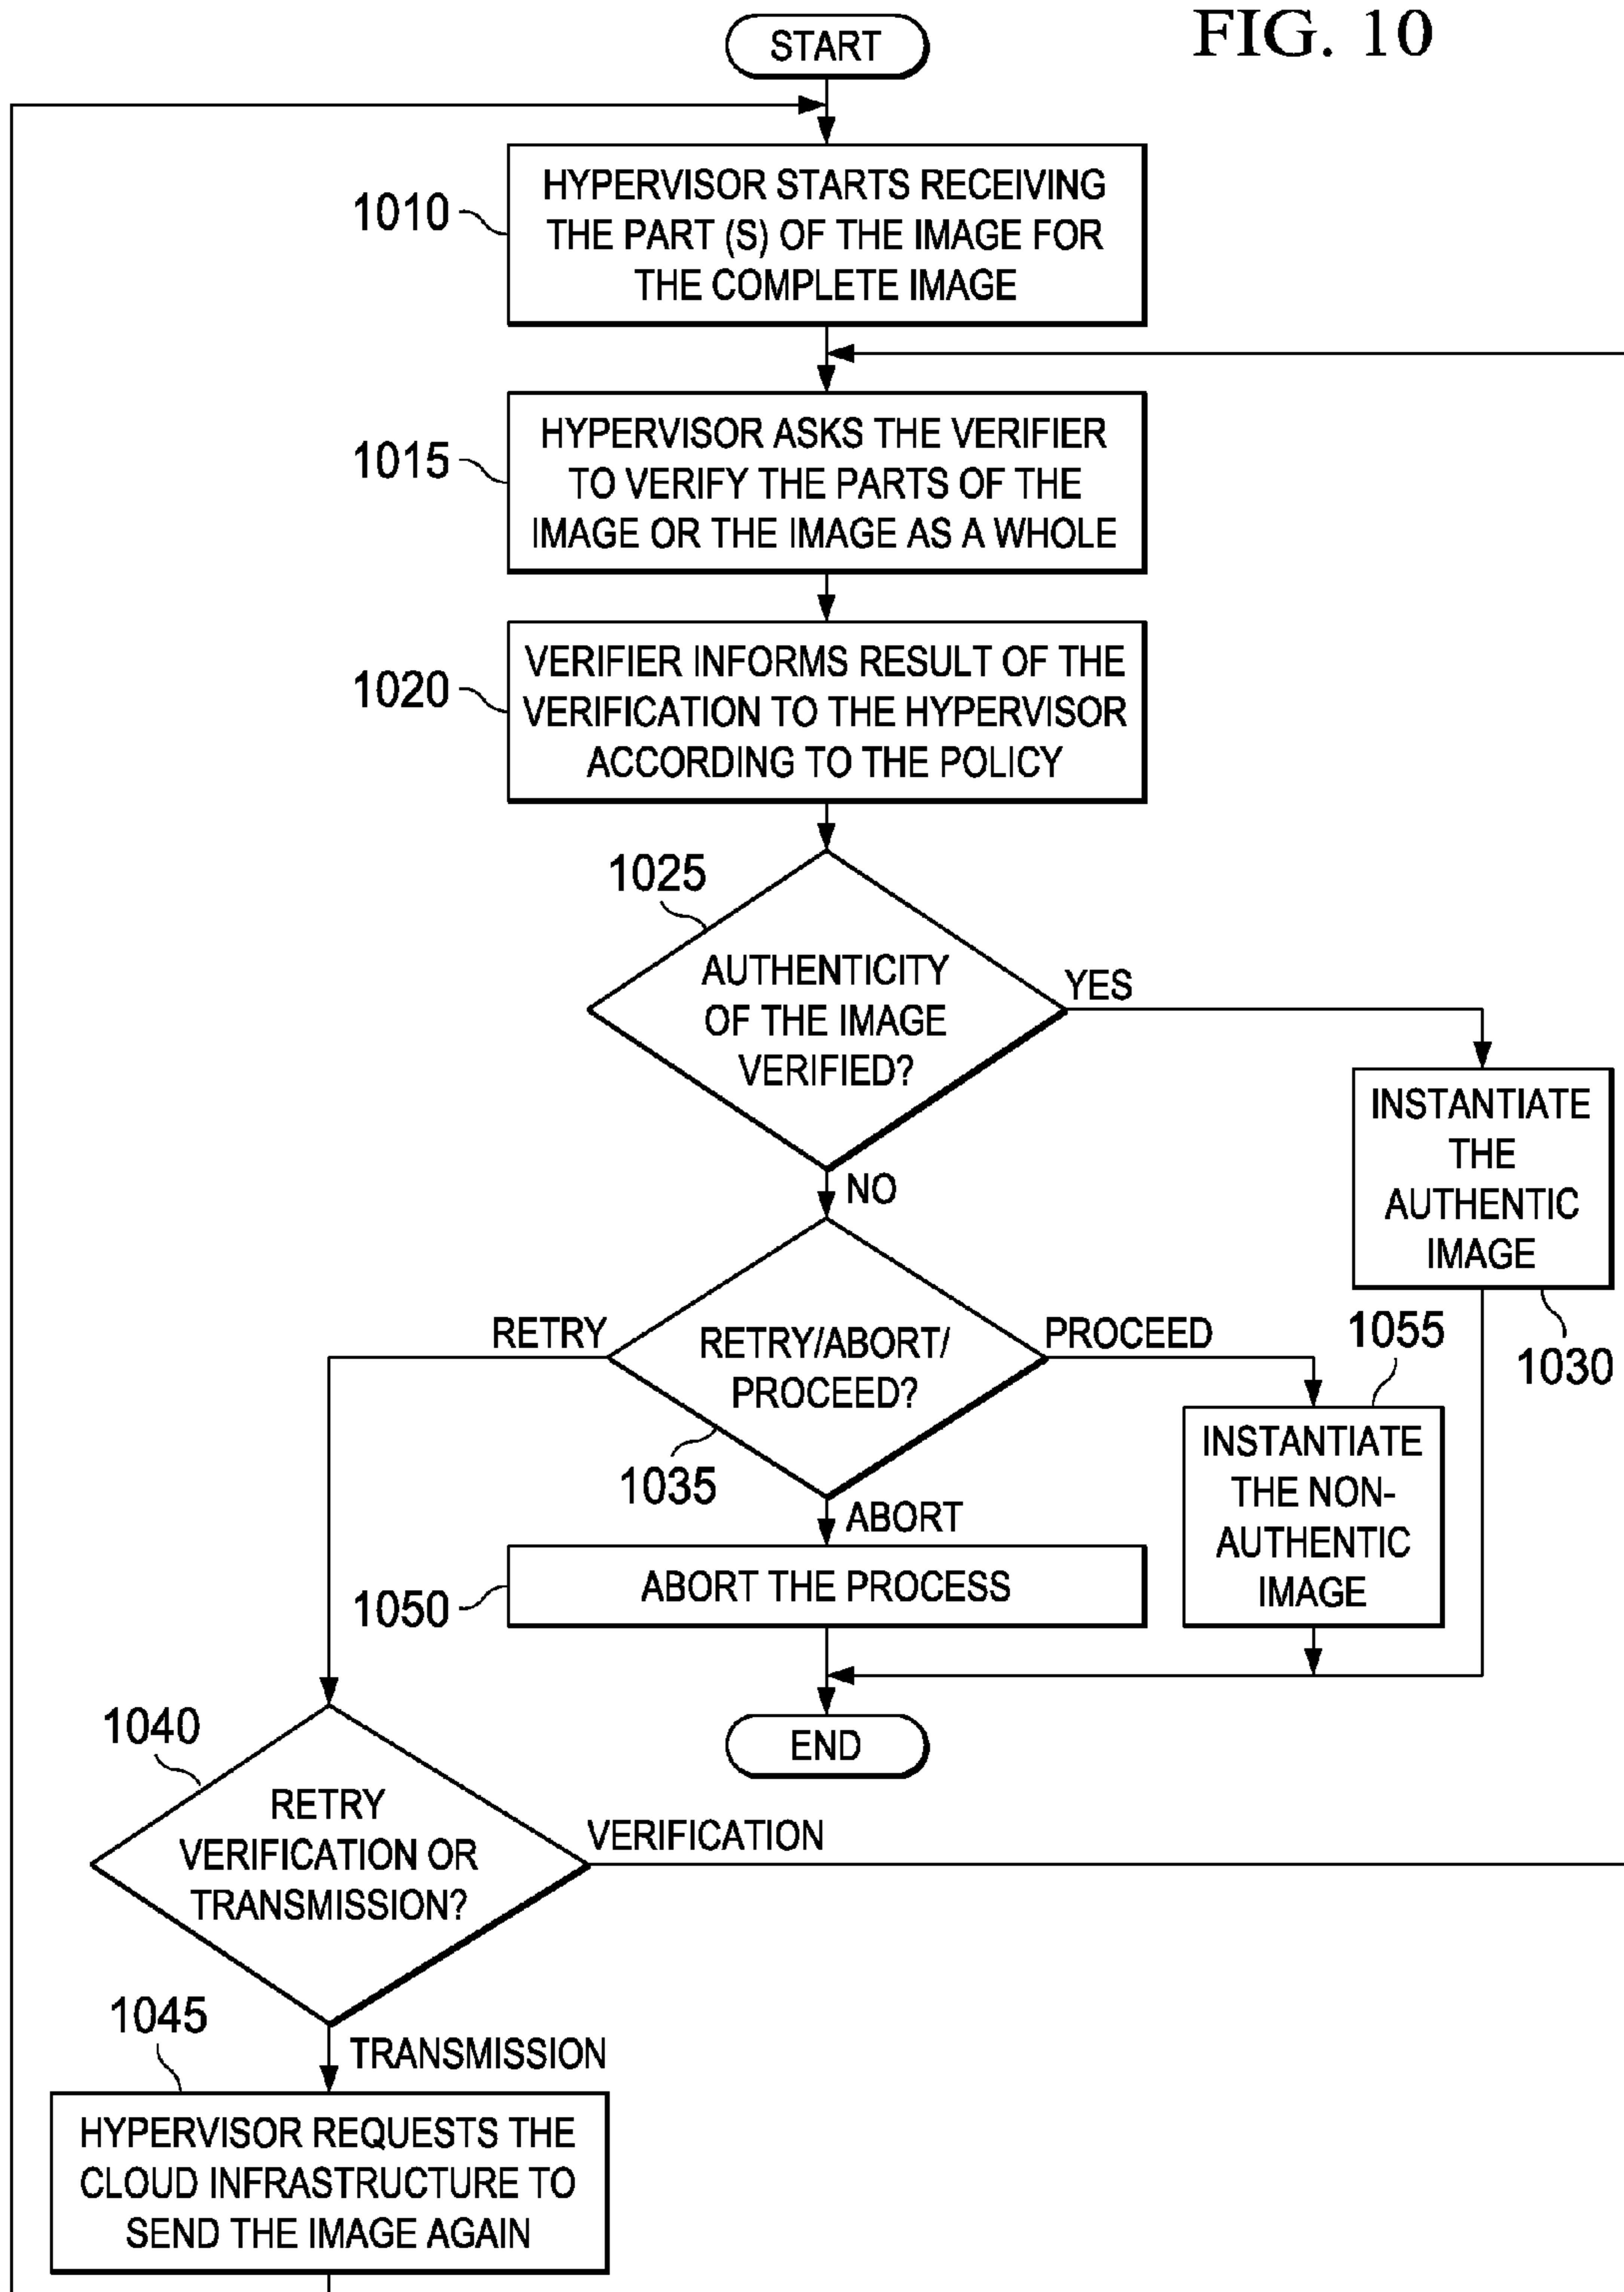 FIG. 10
START
1010
HYPERVISOR STARTS RECEIVING
THE PART (S) OF THE IMAGE FOR
THE COMPLETE IMAGE
1015
HYPERVISOR ASKS THE VERIFIER
TO VERIFY THE PARTS OF THE
IMAGE OR THE IMAGE AS A WHOLE
1020
VERIFIER INFORMS RESULT OF THE
VERIFICATION TO THE HYPERVISOR
ACCORDING TO THE POLICY
1025
AUTHENTICITY
OF THE IMAGE
VERIFIED?
YES
INSTANTIATE
THE
AUTHENTIC
IMAGE
1030
NO
RETRY
RETRY/ABORT/
PROCEED?
PROCEED
1035
1055
INSTANTIATE
THE NON-
AUTHENTIC
IMAGE
ABORT
1050
ABORT THE PROCESS
END
1040
RETRY
VERIFICATION OR
TRANSMISSION?
VERIFICATION
TRANSMISSION
1045
HYPERVISOR REQUESTS THE
CLOUD INFRASTRUCTURE TO
SEND THE IMAGE AGAIN